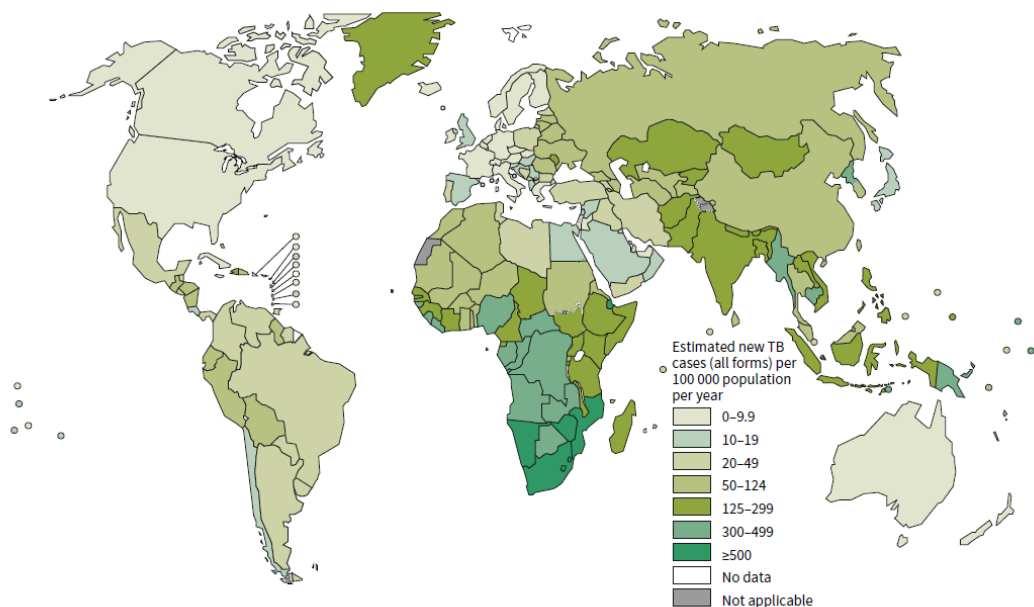 Estimated new TB
cases (all forms) per
100 000 population
per year
0–9.9
10–19
20–49
50–124
125–299
300–499
≥500
No data
Not applicable